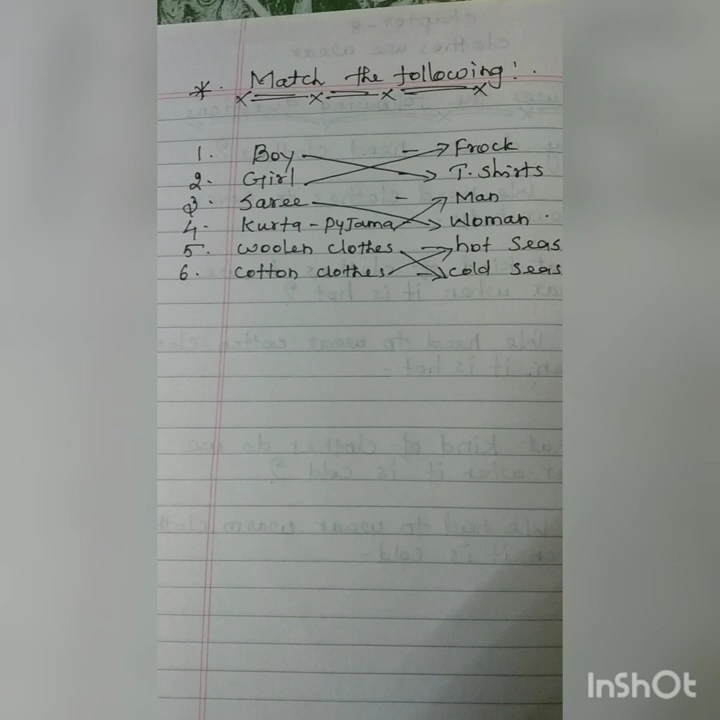 *. Match the following!.
1. Boy - Frock
2. Girl T. Shirts
3. Saree - Man
4. Kurta - Pyjama Woman.
5. Woolen clothes - hot seas
6. cotton clothes - cold seas
InShOt